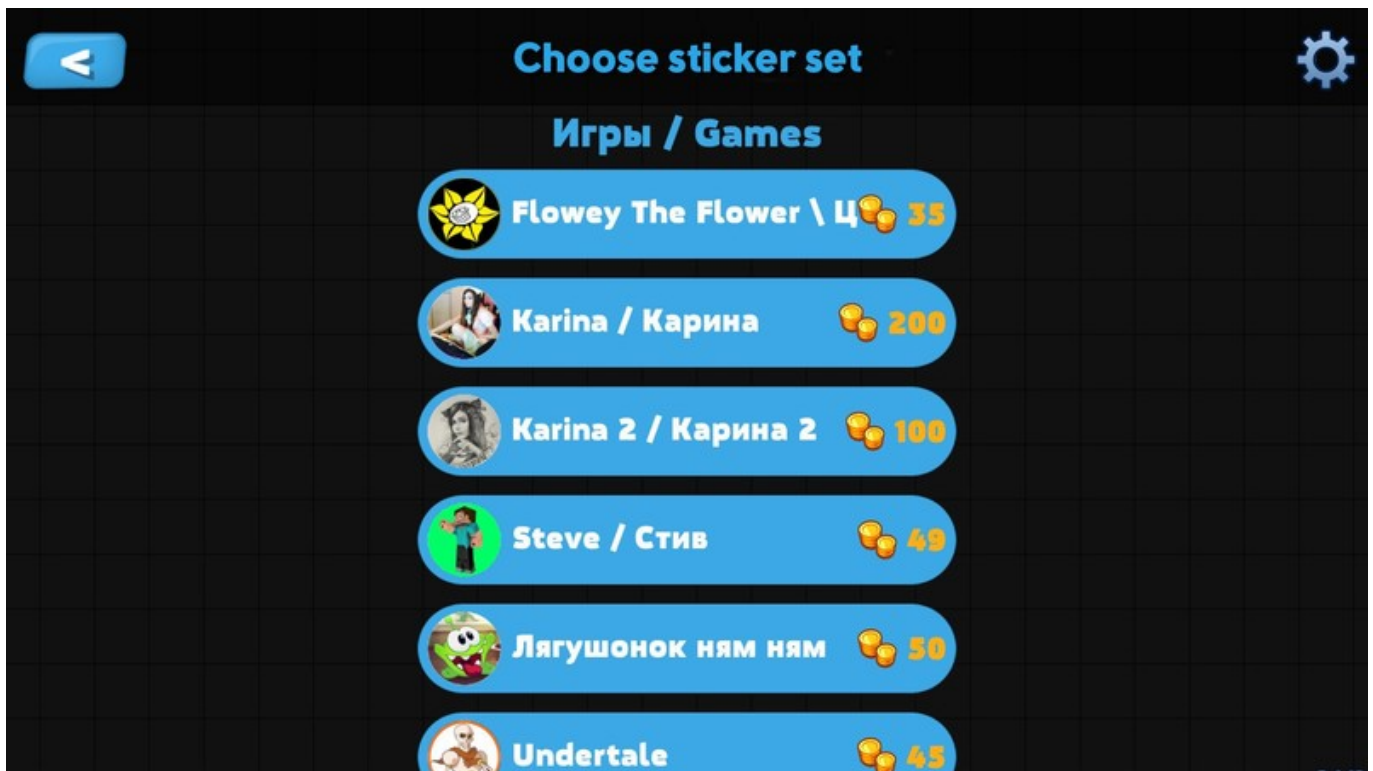 <
Choose sticker set
Игры / Games
Flowey The Flower \ Ц 35
Karina / Карина 200
Karina 2 / Карина 2 100
Steve / Стив 49
Лягушонок ням ням 50
Undertale 45